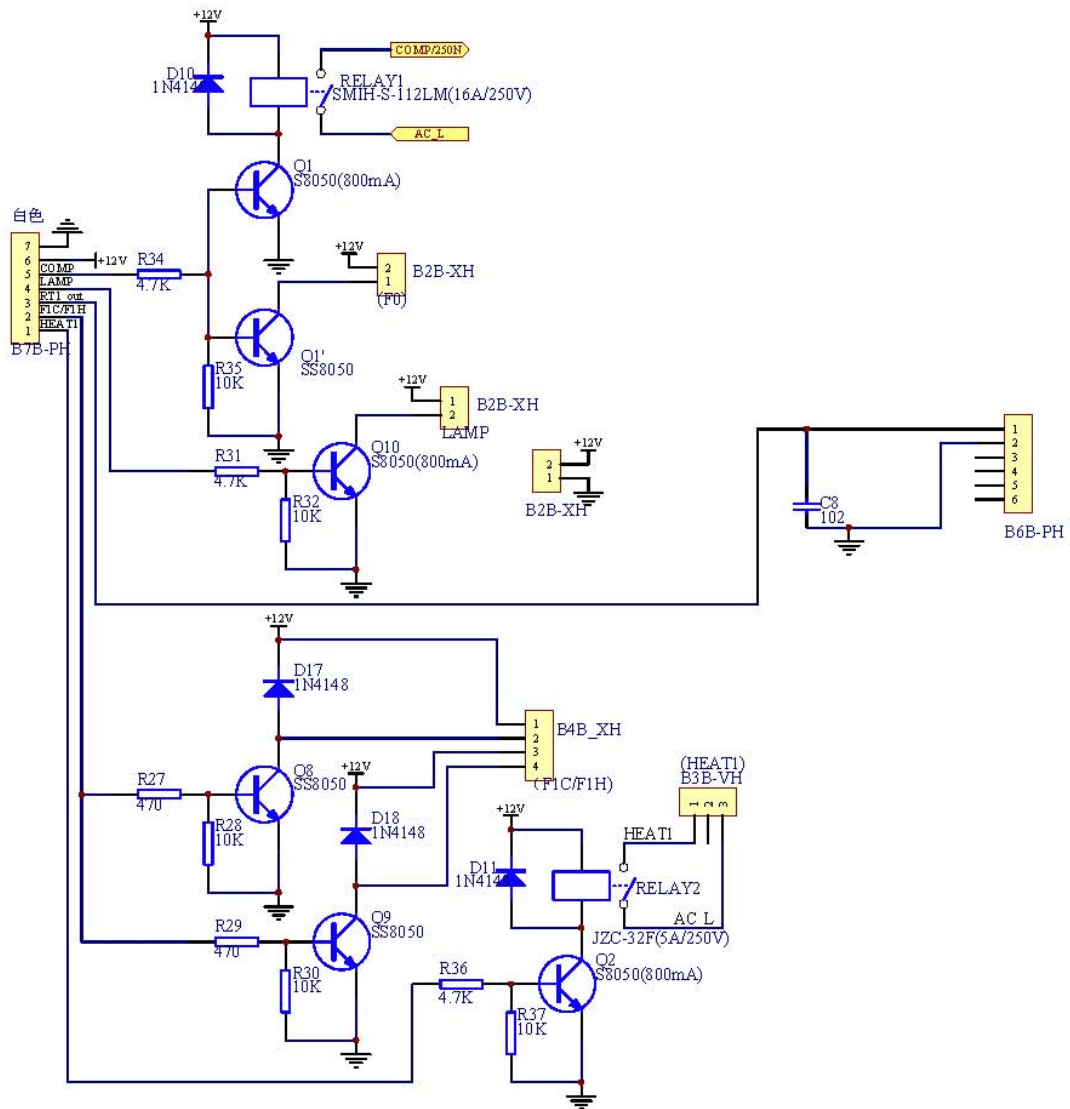 +12V
COMP/250N
D10
1N414
RELAY1
SMIH-S-112LM(16A/250V)
AC_L
Q1
S8050(800mA)
白色
7
6
5
4
3
2
1
+12V
COMP
LAMP
RT1 out
F1C/F1H
HEAT1
B7B-PH
R34
4.7K
+12V
2
1
B2B-XH
(F0)
Q1'
SS8050
R35
10K
+12V
1
2
B2B-XH
LAMP
Q10
S8050(800mA)
R31
4.7K
R32
10K
+12V
2
1
B2B-XH
C8
102
1
2
3
4
5
6
B6B-PH
+12V
D17
1N4148
1
2
3
4
B4B_XH
(F1C/F1H)
R27
470
Q8
SS8050
R28
10K
+12V
D18
1N4148
R29
470
Q9
SS8050
R30
10K
(HEAT1)
B3B-VH
1
2
3
+12V
HEAT1
D11
1N414
RELAY2
AC L
JZC-32F(5A/250V)
Q2
S8050(800mA)
R36
4.7K
R37
10K